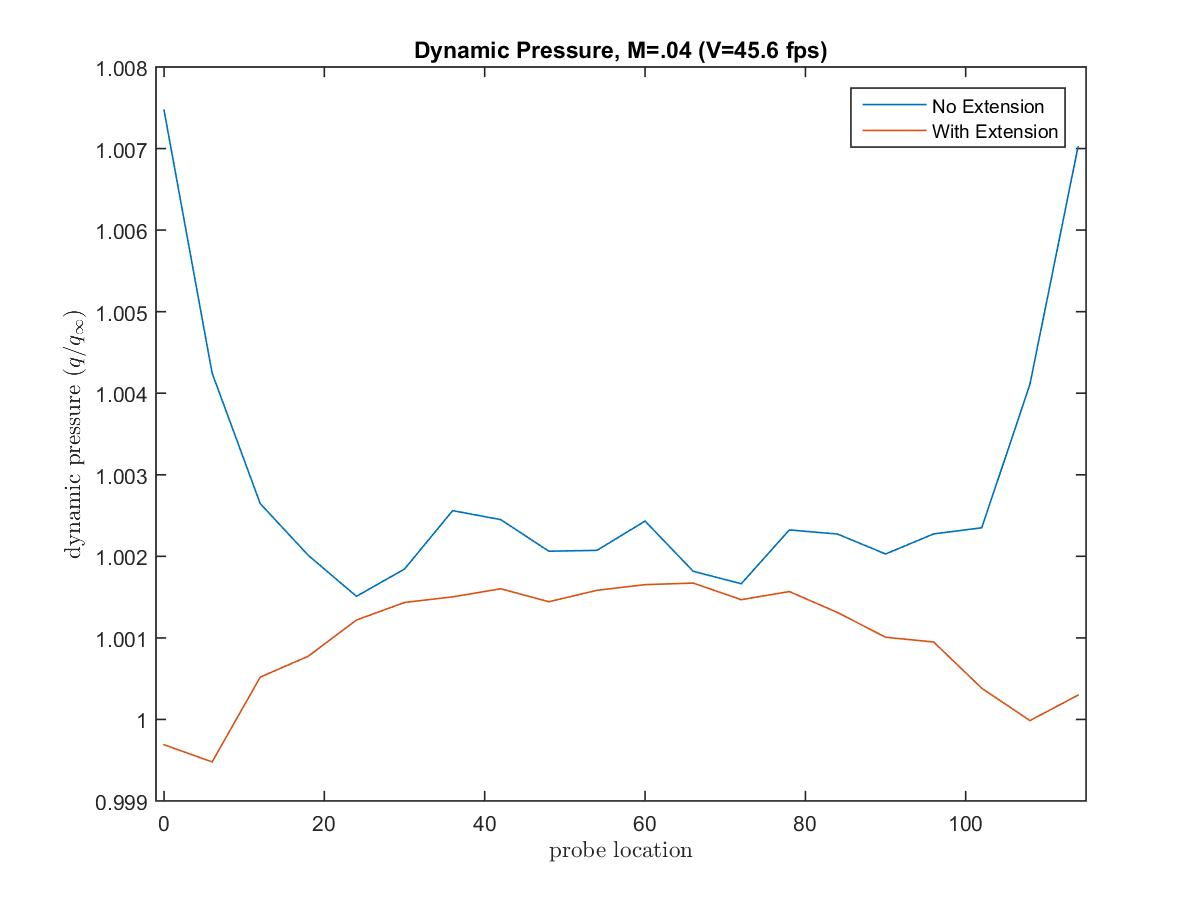 Dynamic Pressure, M=.04 (V=45.6 fps)
No Extension
With Extension
1.008
1.007
1.006
1.005
1.004
1.003
1.002
1.001
1
0.999
dynamic pressure (q/q∞)
0 20 40 60 80 100
probe location